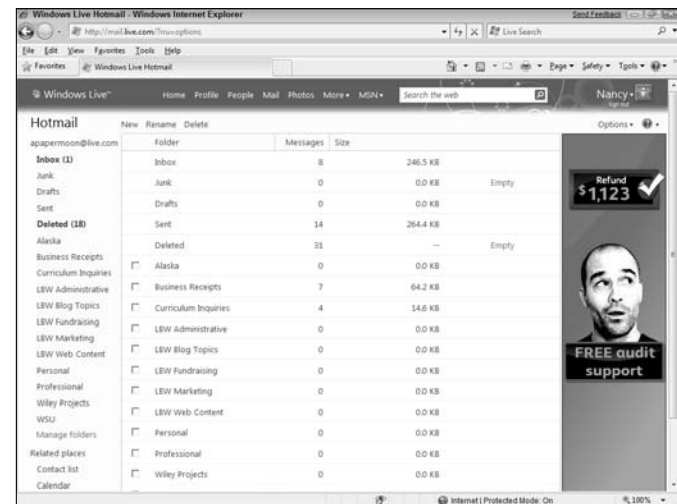 Windows Live Hotmail - Windows Internet Explorer
Send Feedback
Live Search
File Edit View Favorites Tools Help
Favorites Windows Live Hotmail
Page Safety Tools
Windows Live™ Home Profile People Mail Photos More MSN Search the web Nancy
sign out
Hotmail New Rename Delete Options
apapermoon@live.com
Inbox (1)
Junk
Drafts
Sent
Deleted (18)
Alaska
Business Receipts
Curriculum Inquiries
LBW Administrative
LBW Blog Topics
LBW Fundraising
LBW Marketing
LBW Web Content
Personal
Professional
Wiley Projects
WSU
Manage folders
Related places
Contact list
Calendar
Folder Messages Size
Inbox 8 246.5 KB
Junk 0 0.0 KB Empty
Drafts 0 0.0 KB
Sent 14 264.4 KB
Deleted 31 — Empty
Alaska 0 0.0 KB
Business Receipts 7 64.2 KB
Curriculum Inquiries 4 14.6 KB
LBW Administrative 0 0.0 KB
LBW Blog Topics 0 0.0 KB
LBW Fundraising 0 0.0 KB
LBW Marketing 0 0.0 KB
LBW Web Content 0 0.0 KB
Personal 0 0.0 KB
Professional 0 0.0 KB
Wiley Projects 0 0.0 KB
Refund
$1,123
FREE audit
support
Internet | Protected Mode: On 100%